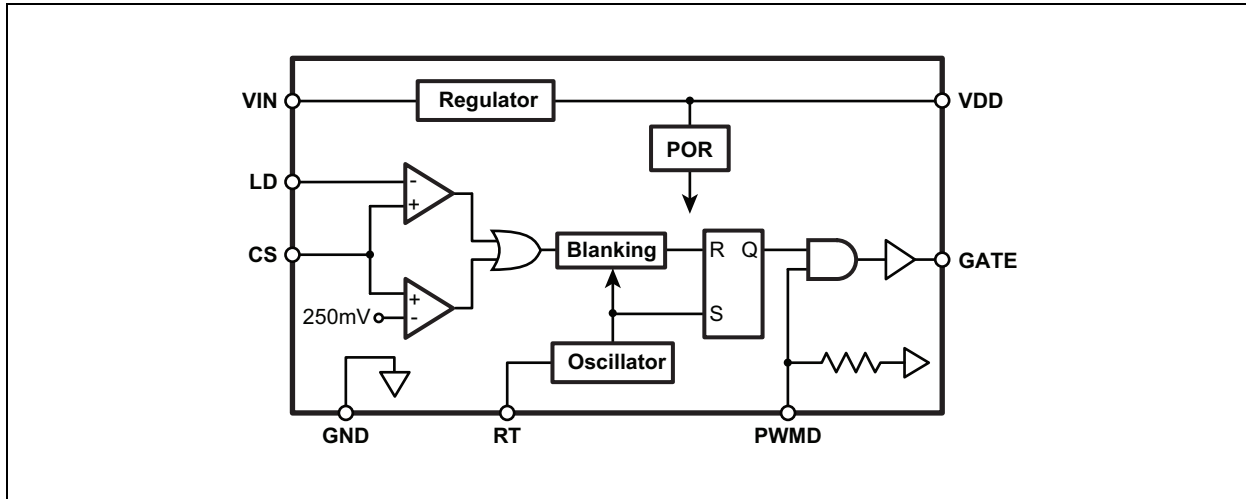 VIN
Regulator
VDD
POR
LD
-
+
CS
Blanking
R Q
GATE
+
250mV
-
S
Oscillator
GND
RT
PWMD